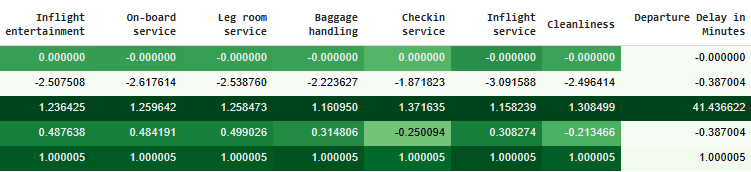 Inflight entertainment On-board service Leg room service Baggage handling Checkin service Inflight service Cleanliness Departure Delay in Minutes
0.000000 -0.000000 -0.000000 -0.000000 0.000000 -0.000000 -0.000000 -0.000000
-2.507508 -2.617614 -2.538760 -2.223627 -1.871823 -3.091588 -2.496414 -0.387004
1.236425 1.259642 1.258473 1.160950 1.371635 1.158239 1.308499 41.436622
0.487638 0.484191 0.499026 0.314806 -0.250094 0.308274 -0.213466 -0.387004
1.000005 1.000005 1.000005 1.000005 1.000005 1.000005 1.000005 1.000005